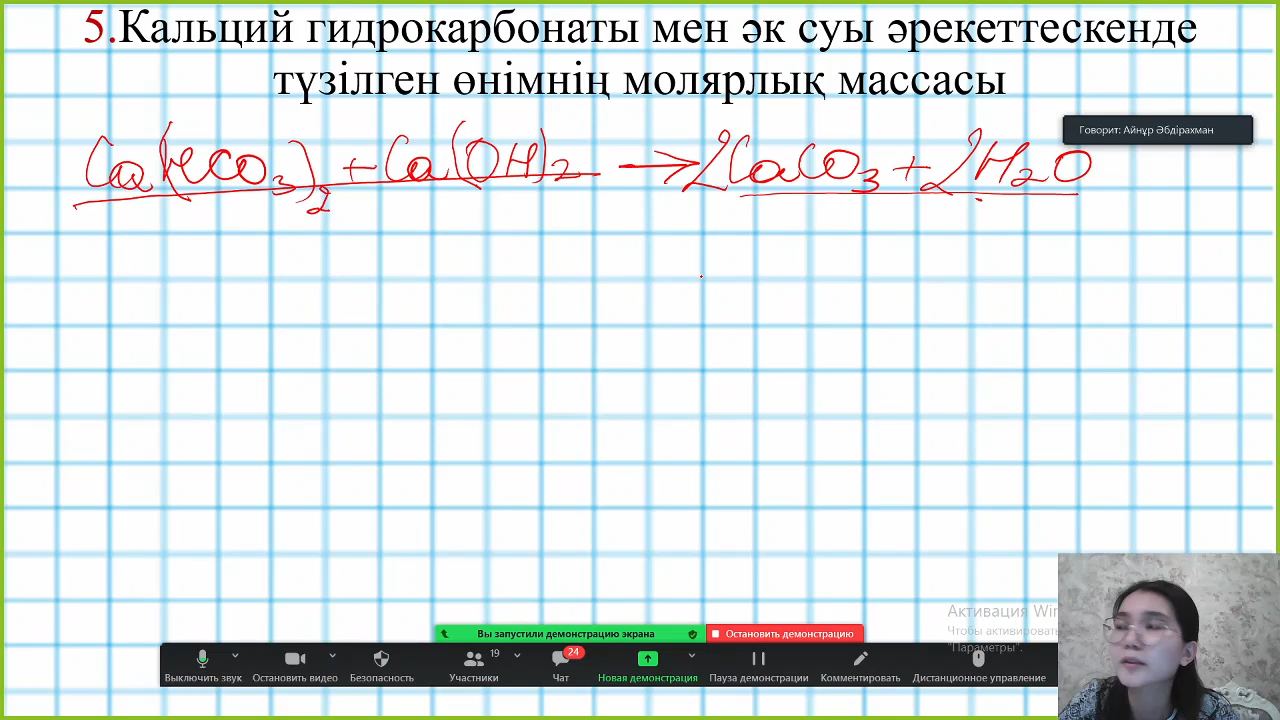 5.Кальций гидрокарбонаты мен әк суы әрекеттескенде
түзілген өнімнің молярлық массасы
Говорит: Айнұр Әбдірахман
Ca(HCO3)2 + Ca(OH)2 → 2CaCO3 + 2H2O
Активация Win
Чтобы активировать
"Параметры".
Вы запустили демонстрацию экрана
Остановить демонстрацию
19
24
Выключить звук
Остановить видео
Безопасность
Участники
Чат
Новая демонстрация
Пауза демонстрации
Комментировать
Дистанционное управление